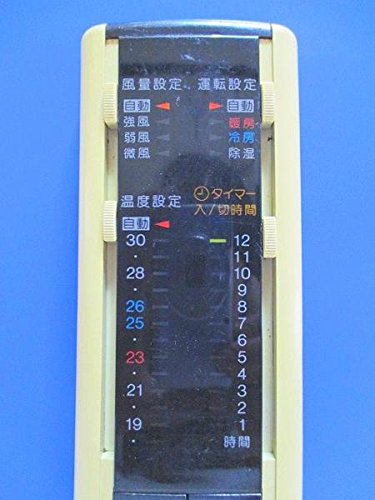 風量設定 運転設定
自動 自動
強風 暖房
弱風 冷房
微風 除湿
温度設定 タイマー
入/切時間
自動
30 12
・ 11
28 10
・ 9
26 8
25 7
・ 6
23 5
・ 4
21 3
・ 2
19 1
・ 時間